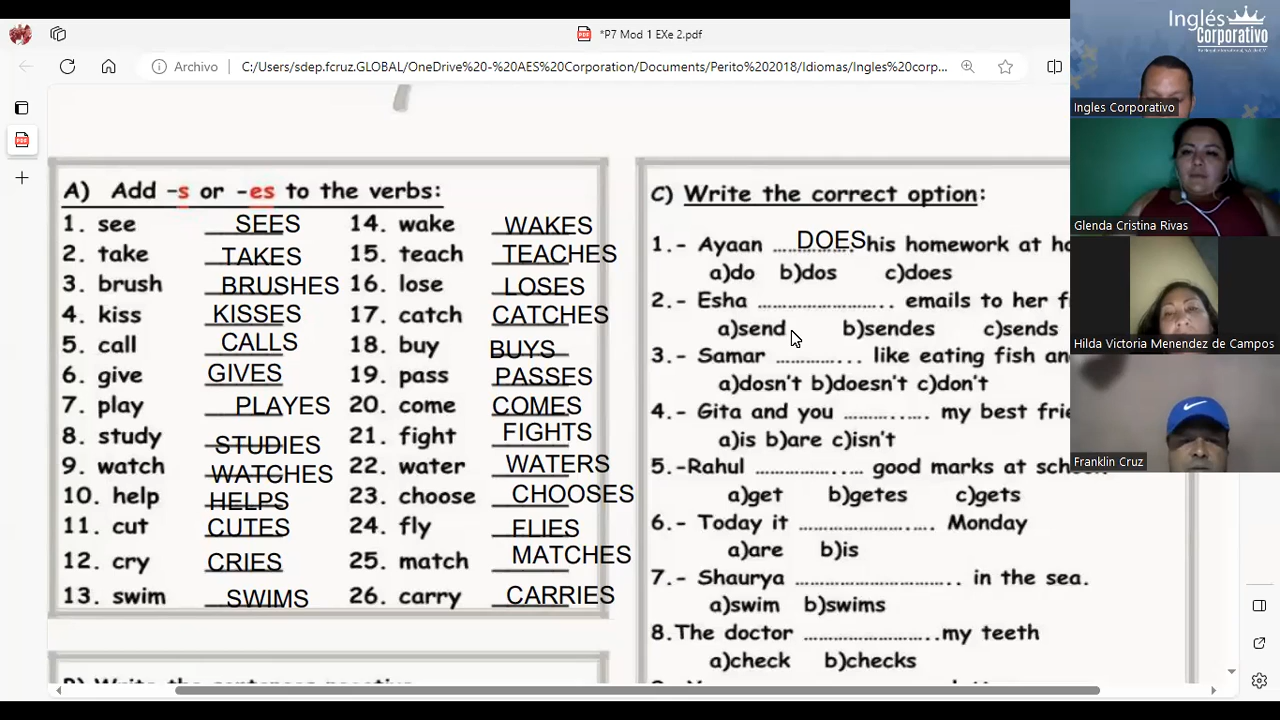 *P7 Mod 1 EXe 2.pdf
Archivo C:/Users/sdep.fcruz.GLOBAL/OneDrive%20-%20AES%20Corporation/Documents/Perito%202018/Idiomas/Ingles%20corp...
Inglés
Corporativo
Ingles Corporativo
Glenda Cristina Rivas
Hilda Victoria Menendez de Campos
Franklin Cruz
A) Add -s or -es to the verbs:
1. see SEES 14. wake WAKES
2. take TAKES 15. teach TEACHES
3. brush BRUSHES 16. lose LOSES
4. kiss KISSES 17. catch CATCHES
5. call CALLS 18. buy BUYS
6. give GIVES 19. pass PASSES
7. play PLAYES 20. come COMES
8. study STUDIES 21. fight FIGHTS
9. watch WATCHES 22. water WATERS
10. help HELPS 23. choose CHOOSES
11. cut CUTES 24. fly FLIES
12. cry CRIES 25. match MATCHES
13. swim SWIMS 26. carry CARRIES
C) Write the correct option:
1.- Ayaan ..... DOES his homework at ho
a)do b)dos c)does
2.- Esha ........................ emails to her f
a)send b)sendes c)sends
3.- Samar ............... like eating fish an
a)dosn't b)doesn't c)don't
4.- Gita and you ............... my best frie
a)is b)are c)isn't
5.-Rahul ................... good marks at school.
a)get b)getes c)gets
6.- Today it ........................ Monday
a)are b)is
7.- Shaurya ............................. in the sea.
a)swim b)swims
8.The doctor ........................my teeth
a)check b)checks